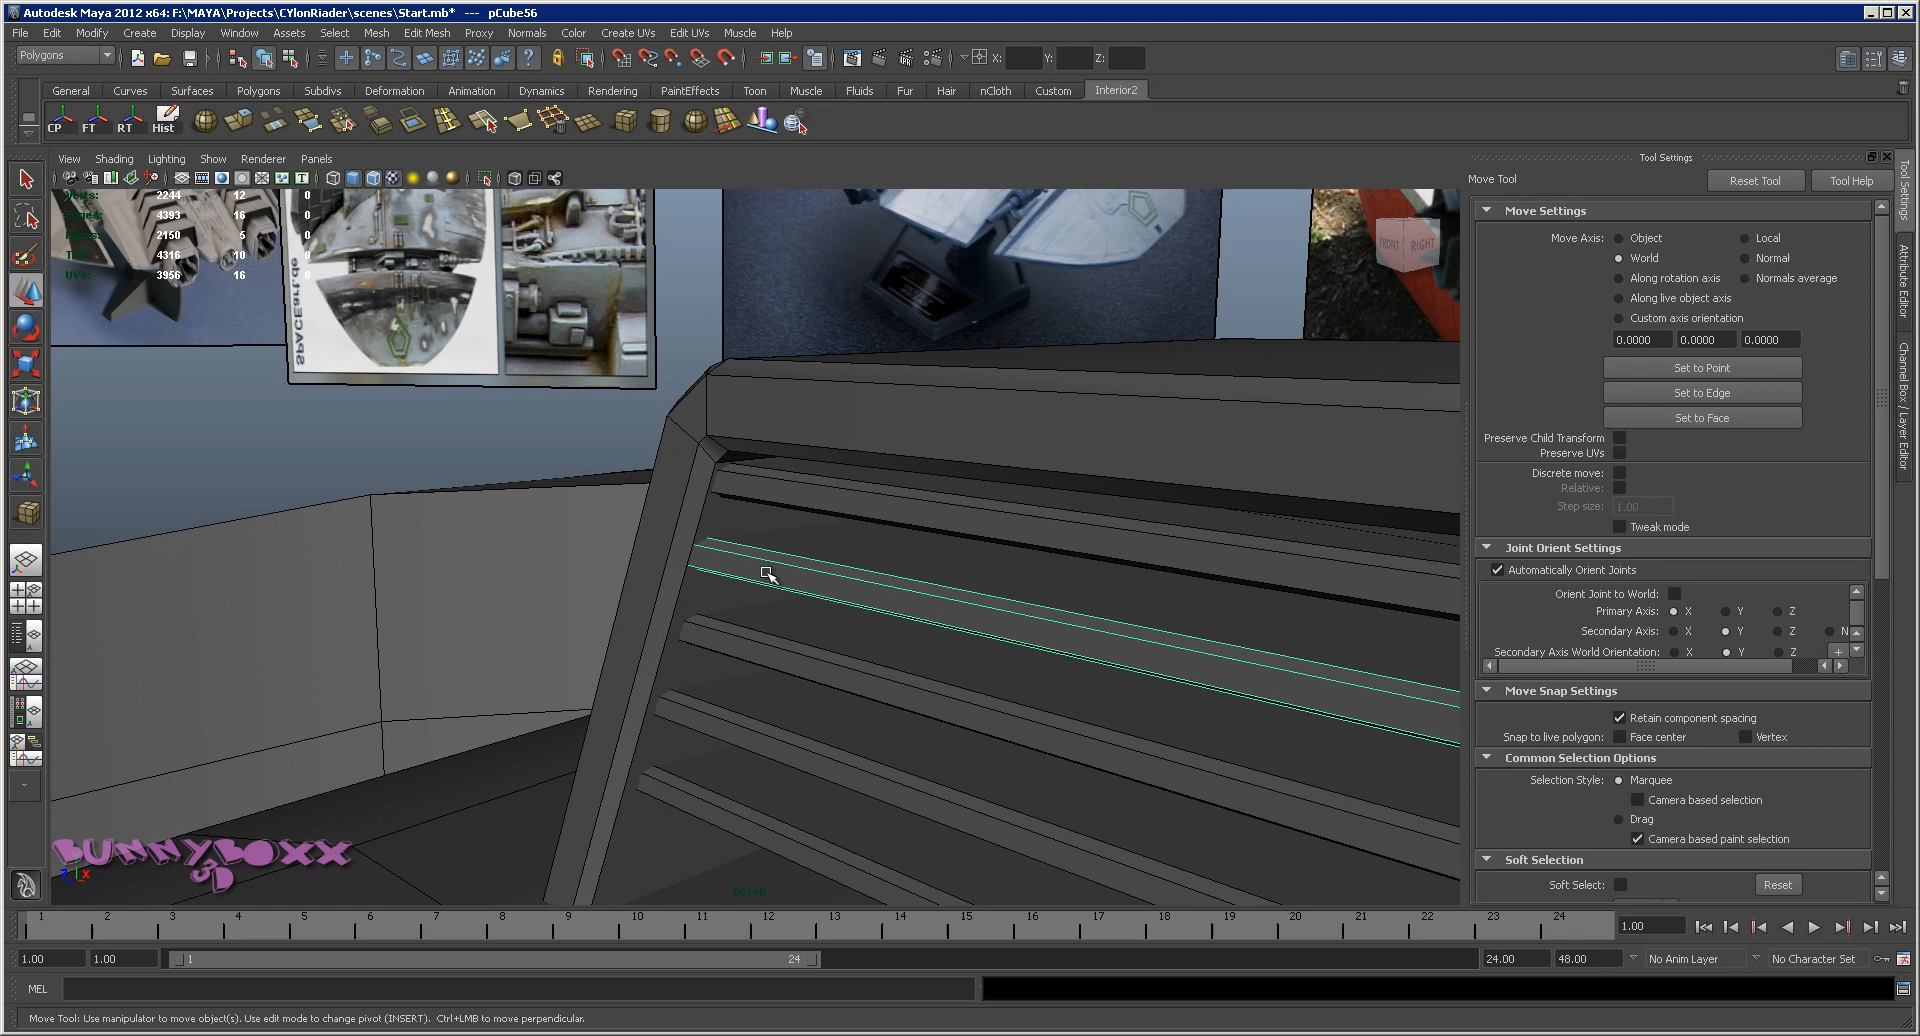 Autodesk Maya 2012 x64: F:\MAYA\Projects\CYlonRiader\scenes\Start.mb*  ---  pCube56
File Edit Modify Create Display Window Assets Select Mesh Edit Mesh Proxy Normals Color Create UVs Edit UVs Muscle Help
Polygons X: Y: Z:
General Curves Surfaces Polygons Subdivs Deformation Animation Dynamics Rendering PaintEffects Toon Muscle Fluids Fur Hair nCloth Custom Interior2
CP FT RT Hist
View Shading Lighting Show Renderer Panels
Verts: 2244 12 0
Edges: 4393 16 0
2150 5 0
4316 10 0
UVs: 3956 16 0
SPACEart.de
FRONT RIGHT
BUNNYBOXX
3D
z x
persp
Tool Settings
Move Tool Reset Tool Tool Help
Move Settings
Move Axis: Object Local
World Normal
Along rotation axis Normals average
Along live object axis
Custom axis orientation
0.0000 0.0000 0.0000
Set to Point
Set to Edge
Set to Face
Preserve Child Transform
Preserve UVs
Discrete move:
Relative:
Step size: 1.00
Tweak mode
Joint Orient Settings
Automatically Orient Joints
Orient Joint to World:
Primary Axis: X Y Z
Secondary Axis: X Y Z N
Secondary Axis World Orientation: X Y Z +
Move Snap Settings
Retain component spacing
Snap to live polygon: Face center Vertex
Common Selection Options
Selection Style: Marquee
Camera based selection
Drag
Camera based paint selection
Soft Selection
Soft Select: Reset
Tool Settings
Attribute Editor
Channel Box / Layer Editor
1 2 3 4 5 6 7 8 9 10 11 12 13 14 15 16 17 18 19 20 21 22 23 24 1.00
1.00 1.00 1 24 24.00 48.00 No Anim Layer No Character Set
MEL
Move Tool: Use manipulator to move object(s). Use edit mode to change pivot (INSERT). Ctrl+LMB to move perpendicular.